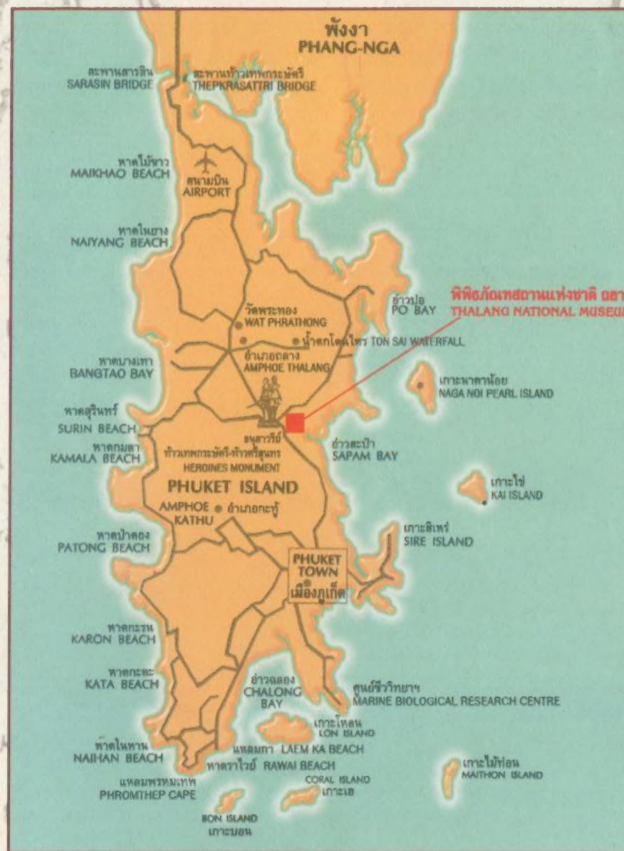 พังงา
PHANG-NGA
สะพานสารสิน
SARASIN BRIDGE
สะพานท้าวเทพกระษัตรี
THEPKRASATTRI BRIDGE
หาดไม้ขาว
MAIKHAO BEACH
สนามบิน
AIRPORT
หาดในยาง
NAIYANG BEACH
พิพิธภัณฑสถานแห่งชาติ
THALANG NATIONAL MUSEUM
อ่าวปอ
PO BAY
วัดพระทอง
WAT PHRATHONG
น้ำตกโตนไทร TON SAI WATERFALL
อำเภอถลาง
AMPHOE THALANG
หาดบางเทา
BANGTAO BAY
เกาะนาคาน้อย
NAGA NOI PEARL ISLAND
หาดสุรินทร์
SURIN BEACH
อนุสาวรีย์
ท้าวเทพกระษัตรี-ท้าวศรีสุนทร
HEROINES MONUMENT
อ่าวสะปำ
SAPAM BAY
หาดกมลา
KAMALA BEACH
PHUKET ISLAND
เกาะไข่
KAI ISLAND
AMPHOE อำเภอกะทู้
KATHU
เกาะสิเหร่
SIRE ISLAND
หาดป่าตอง
PATONG BEACH
PHUKET
TOWN
เมืองภูเก็ต
หาดกะรน
KARON BEACH
หาดกะตะ
KATA BEACH
อ่าวฉลอง
CHALONG
BAY
ศูนย์ชีววิทยาฯ
MARINE BIOLOGICAL RESEARCH CENTRE
เกาะโหลน
LON ISLAND
หาดในหาน
NAIHAN BEACH
แหลมกา LAEM KA BEACH
หาดราไวย์ RAWAI BEACH
แหลมพรหมเทพ
PHROMTHEP CAPE
CORAL ISLAND
เกาะเฮ
เกาะไม้ท่อน
MAITHON ISLAND
BON ISLAND
เกาะบอน